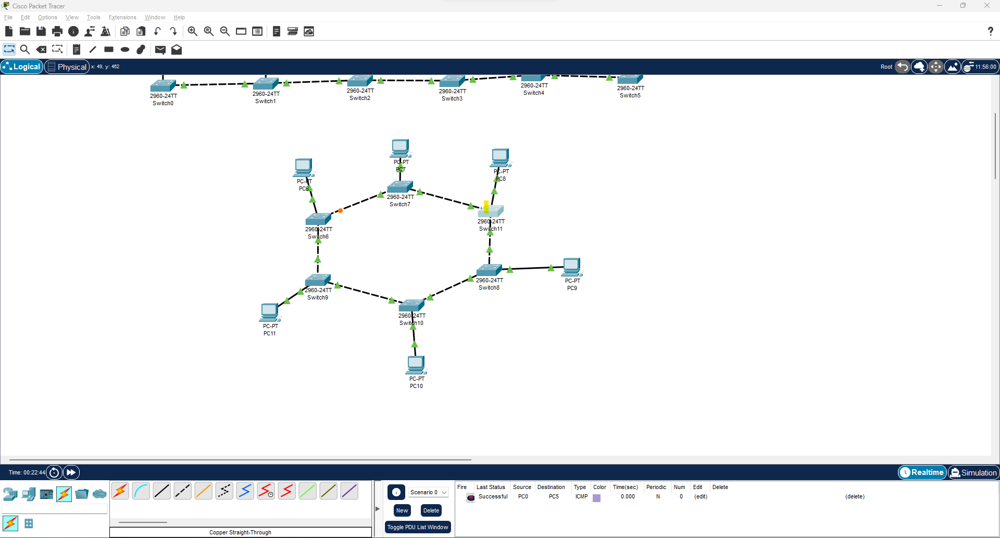 Cisco Packet Tracer
File Edit Options View Tools Extensions Window Help
Logical Physical x: 49, y: 462 Root 11:56:00
2960-24TT
Switch0
2960-24TT
Switch1
2960-24TT
Switch2
2960-24TT
Switch3
2960-24TT
Switch4
2960-24TT
Switch5
PC-PT
PC6
PC-PT
PC7
PC-PT
PC8
2960-24TT
Switch7
2960-24TT
Switch6
2960-24TT
Switch11
2960-24TT
Switch9
2960-24TT
Switch8
PC-PT
PC9
PC-PT
PC11
2960-24TT
Switch10
PC-PT
PC10
Time: 00:22:44 Realtime Simulation
Scenario 0
New Delete
Toggle PDU List Window
Fire Last Status Source Destination Type Color Time(sec) Periodic Num Edit Delete
Successful PC0 PC5 ICMP 0.000 N 0 (edit) (delete)
Copper Straight-Through